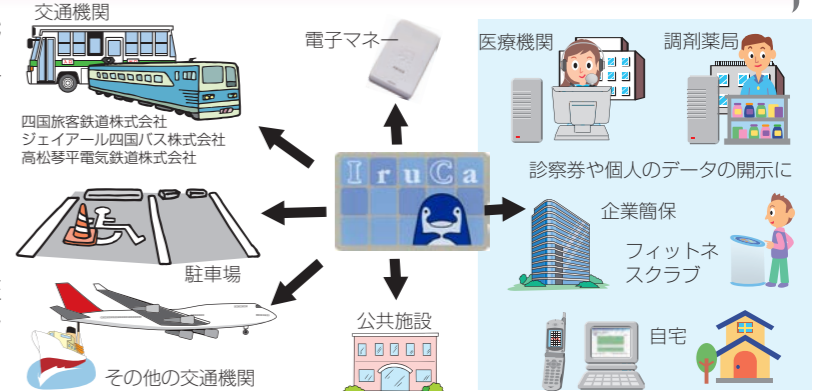 交通機関
電子マネー
医療機関
調剤薬局
四国旅客鉄道株式会社
ジェイアール四国バス株式会社
高松琴平電気鉄道株式会社
IruCa
診察券や個人のデータの開示に
企業簡保
フィットネ
スクラブ
駐車場
公共施設
自宅
その他の交通機関